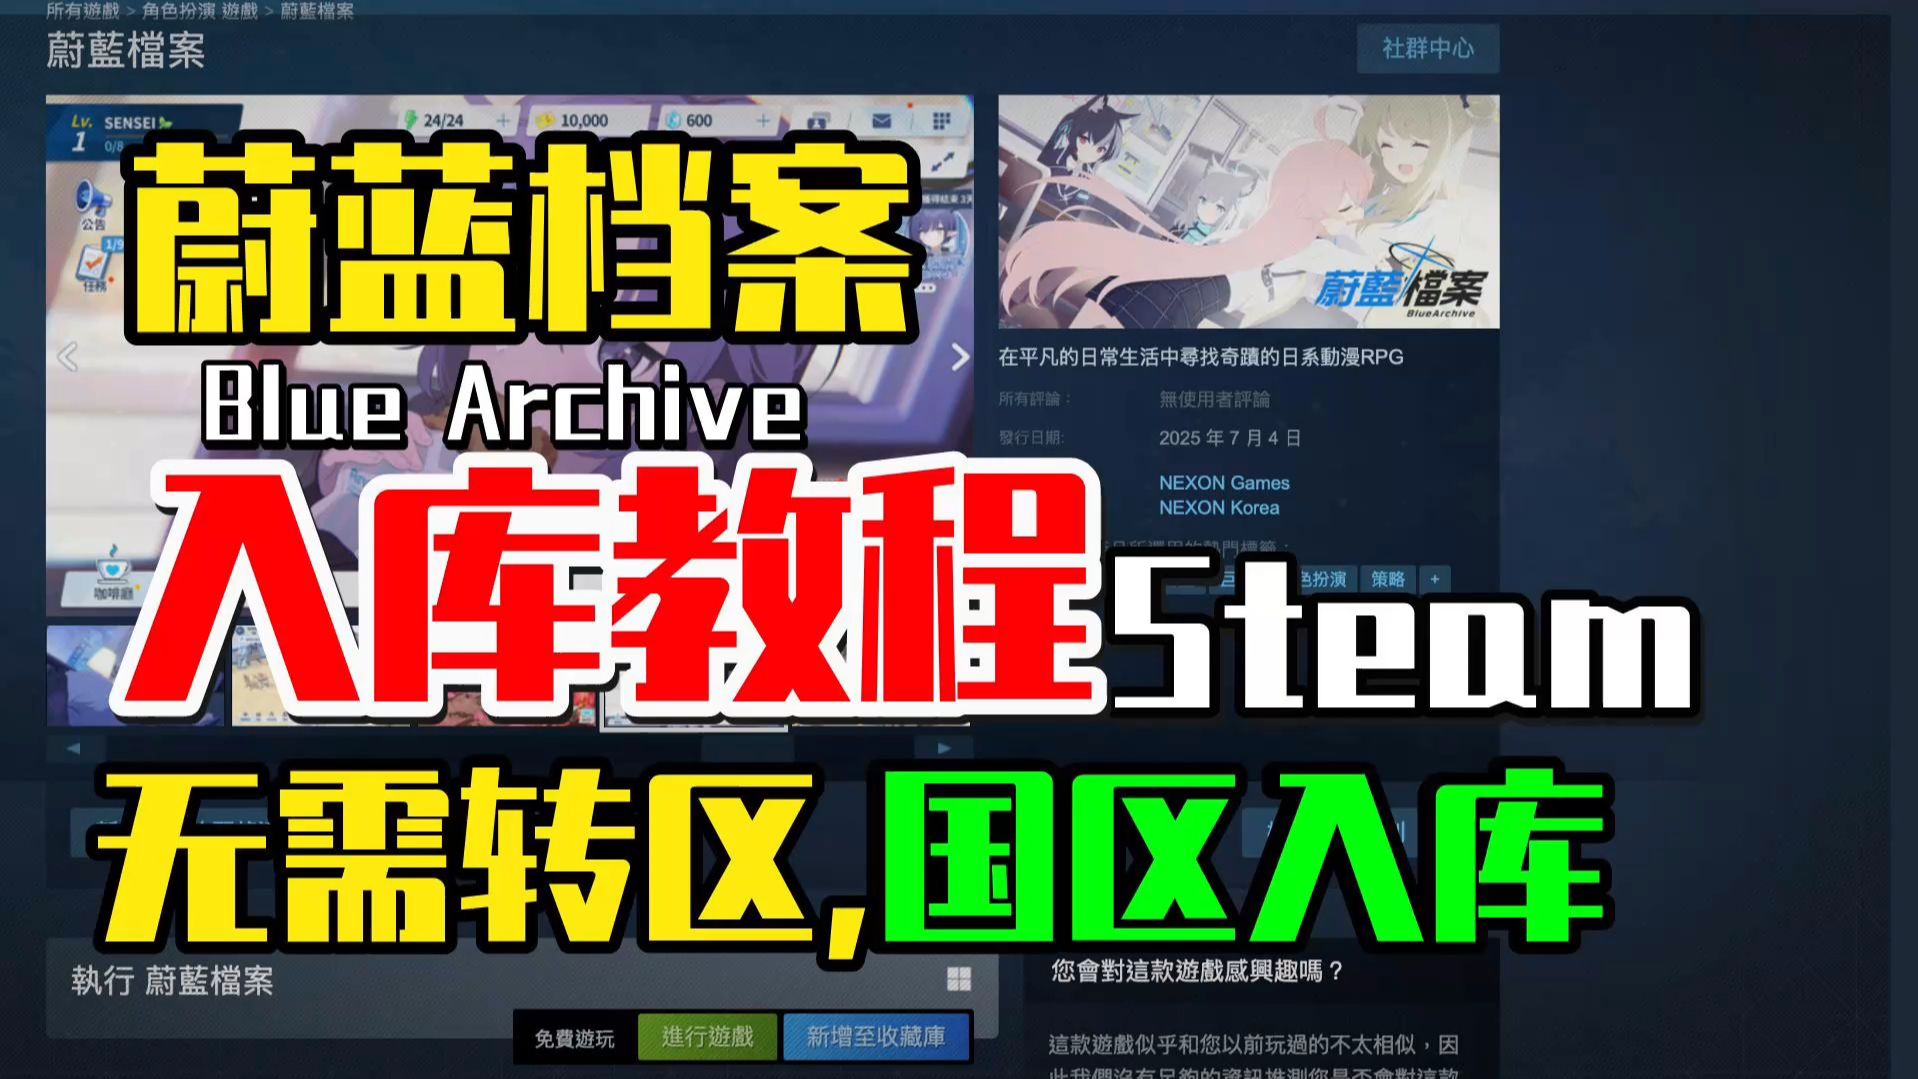 所有遊戲 > 角色扮演 遊戲 > 蔚藍檔案
蔚藍檔案
社群中心
Lv. 1 SENSEI
24/24
10,000
600
公告
任務
蔚蓝档案
Blue Archive
入库教程Steam
无需转区,国区入库
蔚藍檔案
BlueArchive
在平凡的日常生活中尋找奇蹟的日系動漫RPG
所有評論：
無使用者評論
發行日期:
2025 年 7 月 4 日
NEXON Games
NEXON Korea
色扮演
策略
+
咖啡廳
執行 蔚藍檔案
免費遊玩
進行遊戲
新增至收藏庫
您會對這款遊戲感興趣嗎？
這款遊戲似乎和您以前玩過的不太相似，因